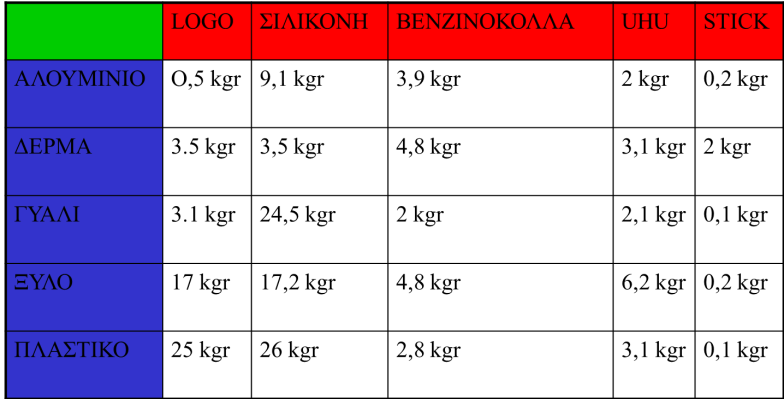 LOGO ΣΙΛΙΚΟΝΗ ΒΕΝΖΙΝΟΚΟΛΛΑ UHU STICK
ΑΛΟΥΜΙΝΙΟ Ο,5 kgr 9,1 kgr 3,9 kgr 2 kgr 0,2 kgr
ΔΕΡΜΑ 3.5 kgr 3,5 kgr 4,8 kgr 3,1 kgr 2 kgr
ΓΥΑΛΙ 3.1 kgr 24,5 kgr 2 kgr 2,1 kgr 0,1 kgr
ΞΥΛΟ 17 kgr 17,2 kgr 4,8 kgr 6,2 kgr 0,2 kgr
ΠΛΑΣΤΙΚΟ 25 kgr 26 kgr 2,8 kgr 3,1 kgr 0,1 kgr